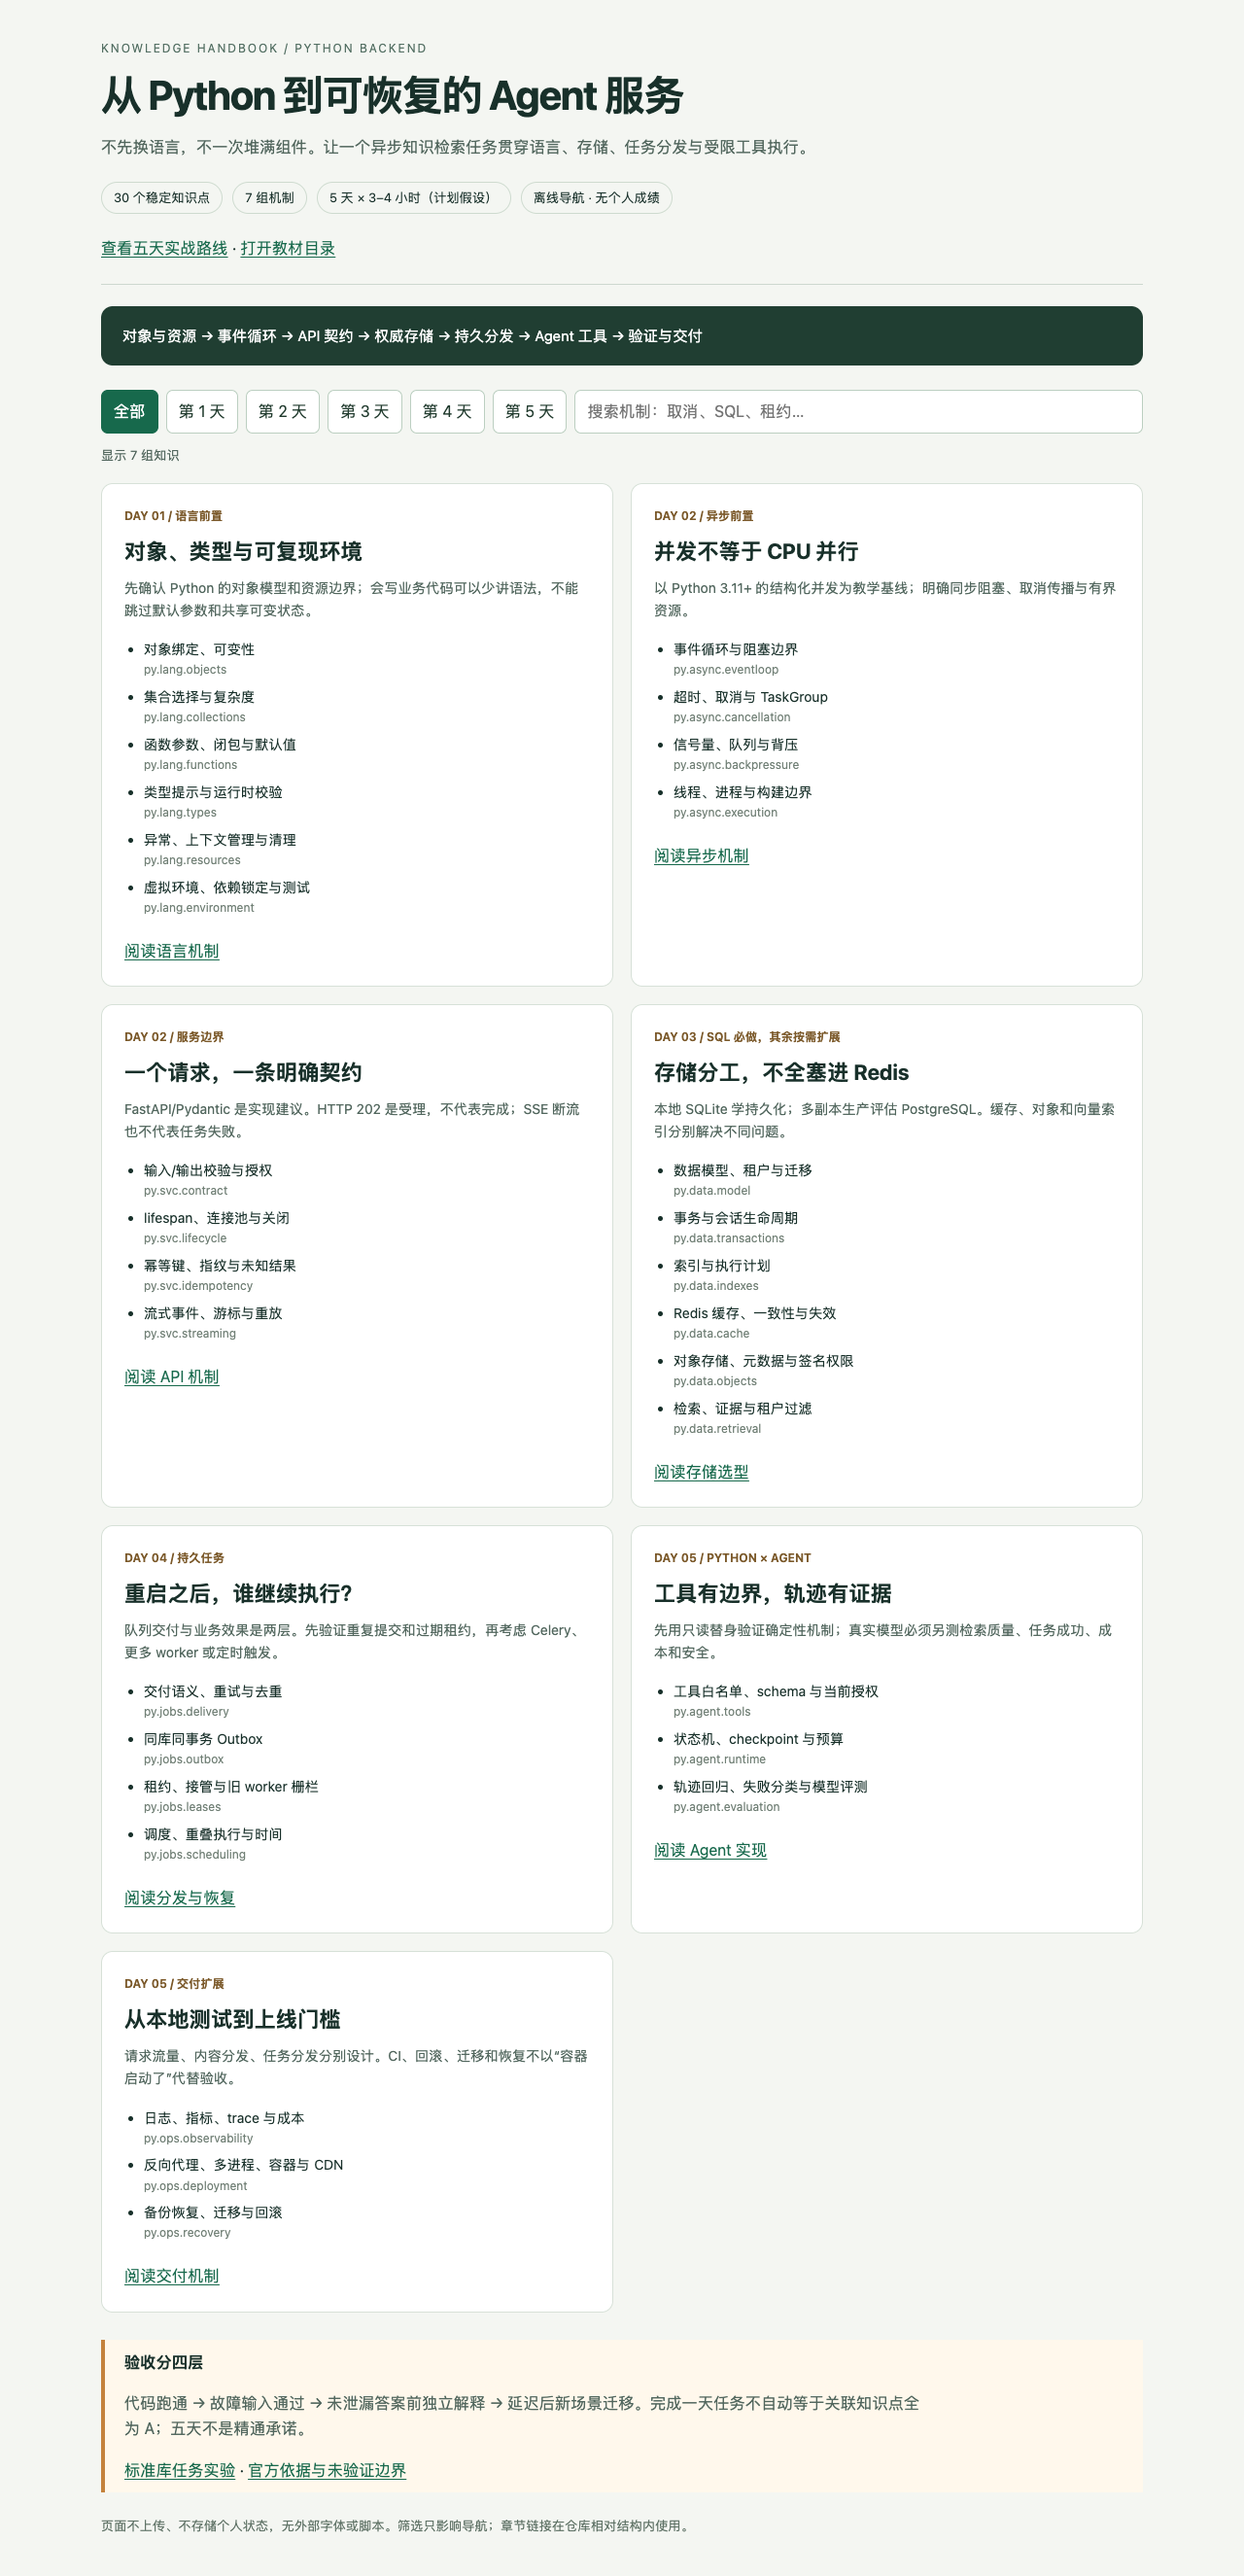 KNOWLEDGE HANDBOOK / PYTHON BACKEND
从 Python 到可恢复的 Agent 服务
不先换语言，不一次堆满组件。让一个异步知识检索任务贯穿语言、存储、任务分发与受限工具执行。
30 个稳定知识点
7 组机制
5 天 × 3–4 小时（计划假设）
离线导航 · 无个人成绩
查看五天实战路线 · 打开教材目录
对象与资源 → 事件循环 → API 契约 → 权威存储 → 持久分发 → Agent 工具 → 验证与交付
全部
第 1 天
第 2 天
第 3 天
第 4 天
第 5 天
搜索机制：取消、SQL、租约...
显示 7 组知识
DAY 01 / 语言前置
对象、类型与可复现环境
先确认 Python 的对象模型和资源边界；会写业务代码可以少讲语法，不能
跳过默认参数和共享可变状态。
对象绑定、可变性
py.lang.objects
集合选择与复杂度
py.lang.collections
函数参数、闭包与默认值
py.lang.functions
类型提示与运行时校验
py.lang.types
异常、上下文管理与清理
py.lang.resources
虚拟环境、依赖锁定与测试
py.lang.environment
阅读语言机制
DAY 02 / 异步前置
并发不等于 CPU 并行
以 Python 3.11+ 的结构化并发为教学基线；明确同步阻塞、取消传播与有界
资源。
事件循环与阻塞边界
py.async.eventloop
超时、取消与 TaskGroup
py.async.cancellation
信号量、队列与背压
py.async.backpressure
线程、进程与构建边界
py.async.execution
阅读异步机制
DAY 02 / 服务边界
一个请求，一条明确契约
FastAPI/Pydantic 是实现建议。HTTP 202 是受理，不代表完成；SSE 断流
也不代表任务失败。
输入/输出校验与授权
py.svc.contract
lifespan、连接池与关闭
py.svc.lifecycle
幂等键、指纹与未知结果
py.svc.idempotency
流式事件、游标与重放
py.svc.streaming
阅读 API 机制
DAY 03 / SQL 必做，其余按需扩展
存储分工，不全塞进 Redis
本地 SQLite 学持久化；多副本生产评估 PostgreSQL。缓存、对象和向量索
引分别解决不同问题。
数据模型、租户与迁移
py.data.model
事务与会话生命周期
py.data.transactions
索引与执行计划
py.data.indexes
Redis 缓存、一致性与失效
py.data.cache
对象存储、元数据与签名权限
py.data.objects
检索、证据与租户过滤
py.data.retrieval
阅读存储选型
DAY 04 / 持久任务
重启之后，谁继续执行?
队列交付与业务效果是两层。先验证重复提交和过期租约，再考虑 Celery、
更多 worker 或定时触发。
交付语义、重试与去重
py.jobs.delivery
同库同事务 Outbox
py.jobs.outbox
租约、接管与旧 worker 栅栏
py.jobs.leases
调度、重叠执行与时间
py.jobs.scheduling
阅读分发与恢复
DAY 05 / PYTHON × AGENT
工具有边界，轨迹有证据
先用只读替身验证确定性机制；真实模型必须另测检索质量、任务成功、成
本和安全。
工具白名单、schema 与当前授权
py.agent.tools
状态机、checkpoint 与预算
py.agent.runtime
轨迹回归、失败分类与模型评测
py.agent.evaluation
阅读 Agent 实现
DAY 05 / 交付扩展
从本地测试到上线门槛
请求流量、内容分发、任务分发分别设计。CI、回滚、迁移和恢复不以“容器
启动了”代替验收。
日志、指标、trace 与成本
py.ops.observability
反向代理、多进程、容器与 CDN
py.ops.deployment
备份恢复、迁移与回滚
py.ops.recovery
阅读交付机制
验收分四层
代码跑通 → 故障输入通过 → 未泄漏答案前独立解释 → 延迟后新场景迁移。完成一天任务不自动等于关联知识点全
为 A；五天不是精通承诺。
标准库任务实验 · 官方依据与未验证边界
页面不上传、不存储个人状态，无外部字体或脚本。筛选只影响导航；章节链接在仓库相对结构内使用。